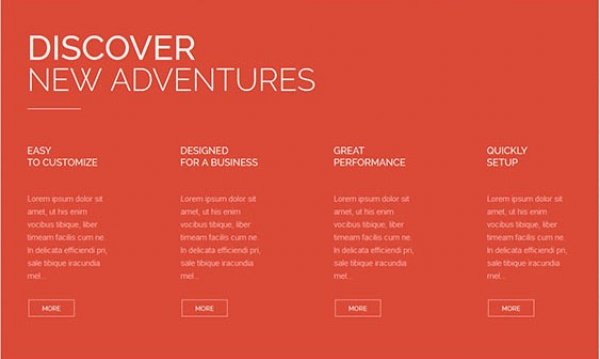 DISCOVER
NEW ADVENTURES
EASY
TO CUSTOMIZE
Lorem ipsum dolor sit
amet, ut his enim
vocibus tibique, liber
timeam facilis cum ne.
In delicata efficiendi pri,
sale tibique iracundia
mel...
MORE
DESIGNED
FOR A BUSINESS
Lorem ipsum dolor sit
amet, ut his enim
vocibus tibique, liber
timeam facilis cum ne.
In delicata efficiendi pri,
sale tibique iracundia
mel...
MORE
GREAT
PERFORMANCE
Lorem ipsum dolor sit
amet, ut his enim
vocibus tibique, liber
timeam facilis cum ne.
In delicata efficiendi pri,
sale tibique iracundia
mel...
MORE
QUICKLY
SETUP
Lorem ipsum dolor sit
amet, ut his enim
vocibus tibique, liber
timeam facilis cum ne.
In delicata efficiendi pri,
sale tibique iracundia
mel...
MORE